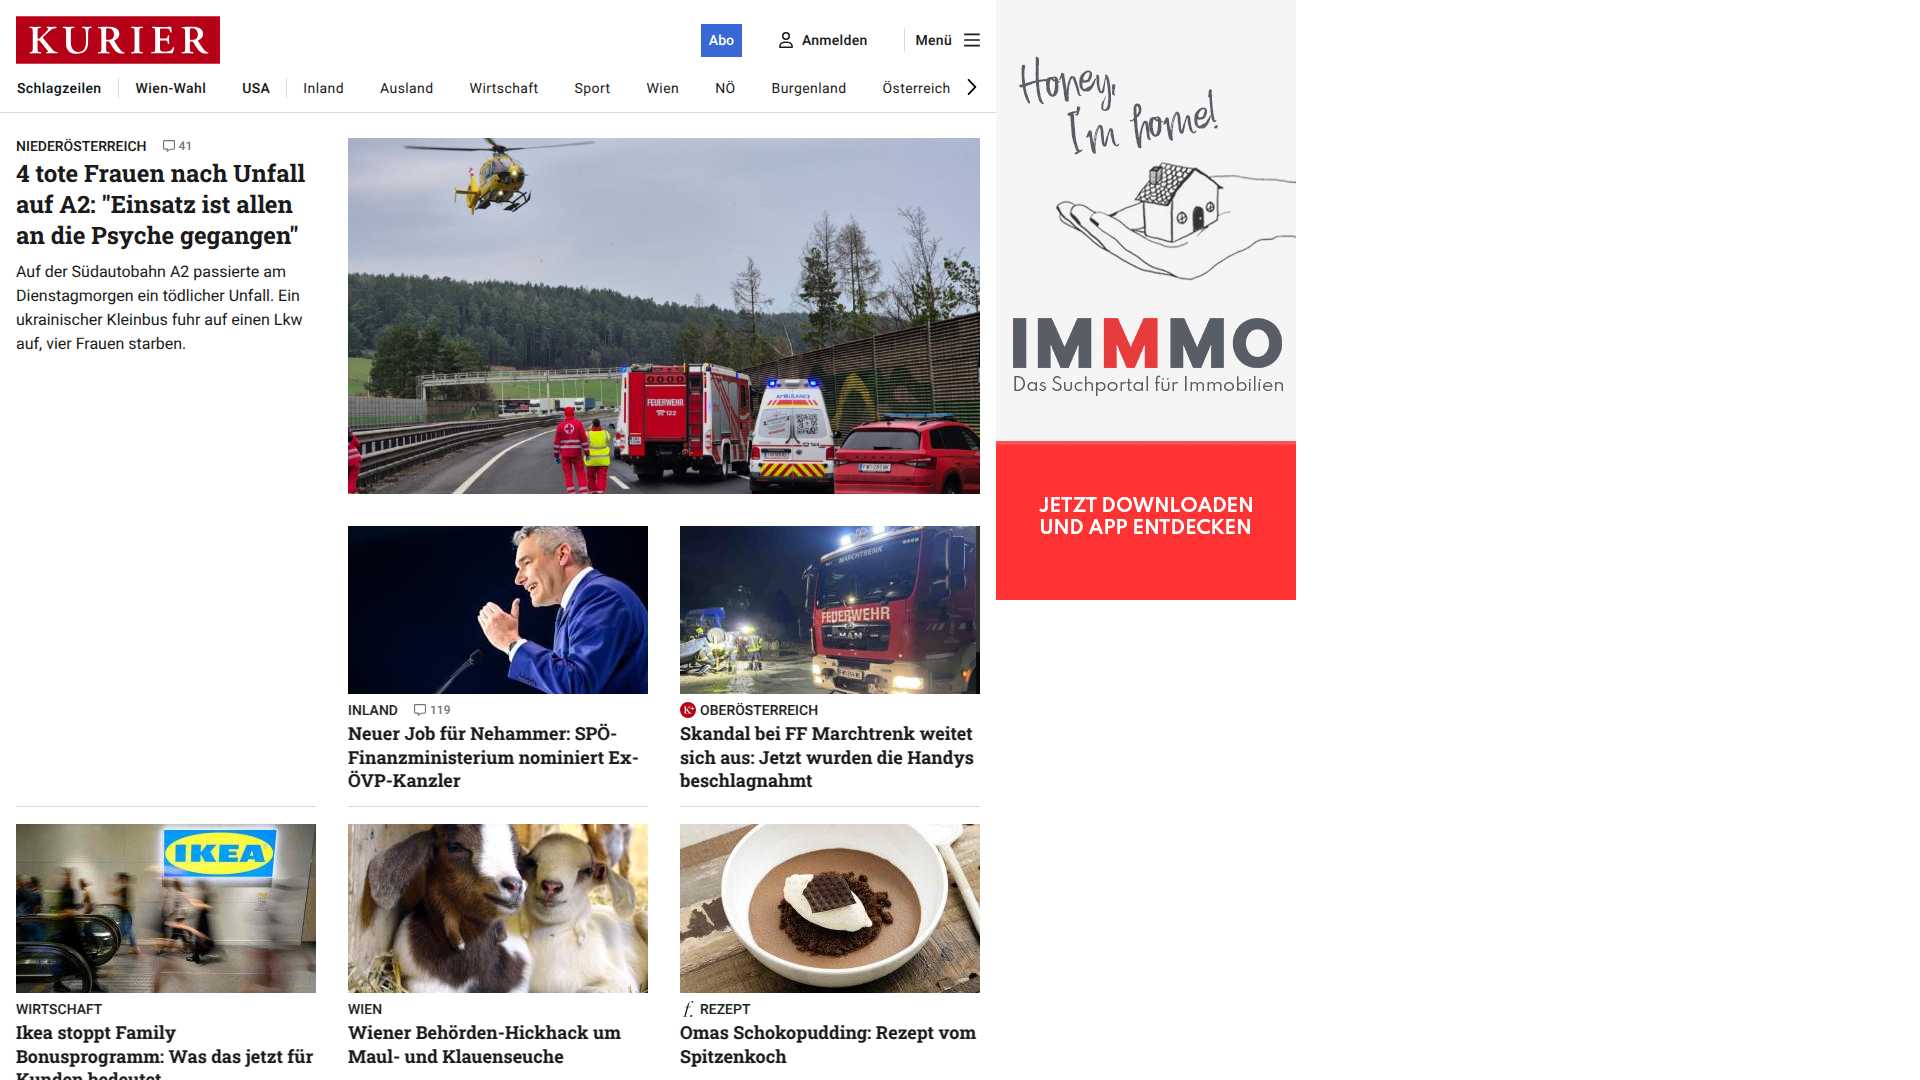 KURIER
Abo
Anmelden
Menü
Schlagzeilen
Wien-Wahl
USA
Inland
Ausland
Wirtschaft
Sport
Wien
NÖ
Burgenland
Österreich
NIEDERÖSTERREICH 41
4 tote Frauen nach Unfall
auf A2: "Einsatz ist allen
an die Psyche gegangen"
Auf der Südautobahn A2 passierte am
Dienstagmorgen ein tödlicher Unfall. Ein
ukrainischer Kleinbus fuhr auf einen Lkw
auf, vier Frauen starben.
FEUERWEHR
122
AMBULANCE
INLAND 119
Neuer Job für Nehammer: SPÖ-
Finanzministerium nominiert Ex-
ÖVP-Kanzler
MARCHTRENK
FEUERWEHR
MAN
K+ OBERÖSTERREICH
Skandal bei FF Marchtrenk weitet
sich aus: Jetzt wurden die Handys
beschlagnahmt
IKEA
WIRTSCHAFT
Ikea stoppt Family
Bonusprogramm: Was das jetzt für
Kunden bedeutet
WIEN
Wiener Behörden-Hickhack um
Maul- und Klauenseuche
f. REZEPT
Omas Schokopudding: Rezept vom
Spitzenkoch
Honey,
I'm home!
IMMMO
Das Suchportal für Immobilien
JETZT DOWNLOADEN
UND APP ENTDECKEN